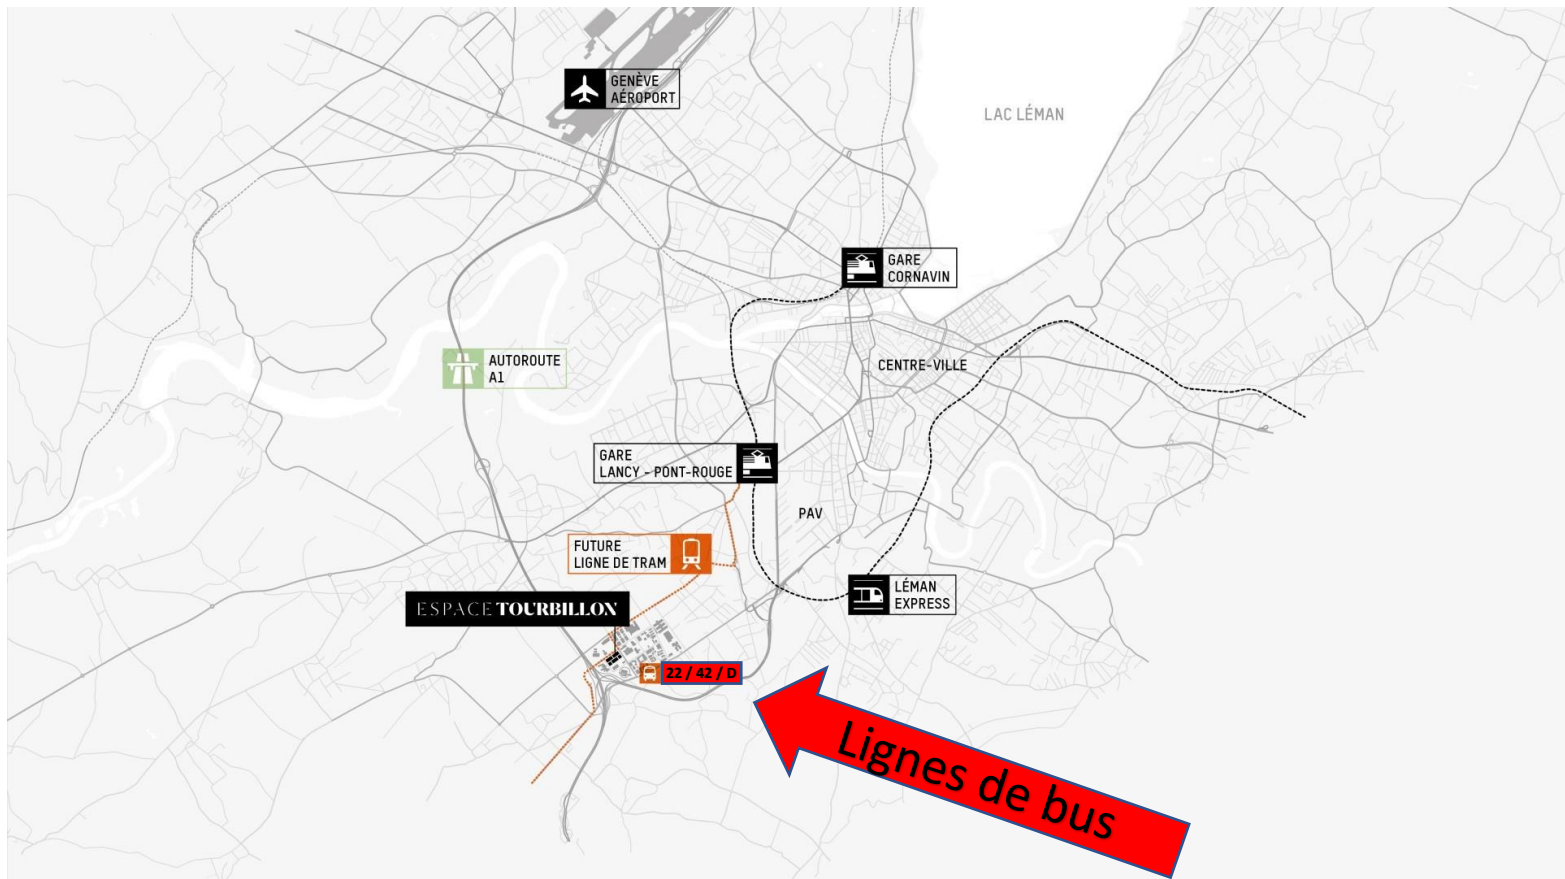 GENÈVE
AÉROPORT
LAC LÉMAN
GARE
CORNAVIN
AUTOROUTE
A1
CENTRE-VILLE
GARE
LANCY - PONT-ROUGE
PAV
FUTURE
LIGNE DE TRAM
LÉMAN
EXPRESS
ESPACE TOURBILLON
22 / 42 / D
Lignes de bus